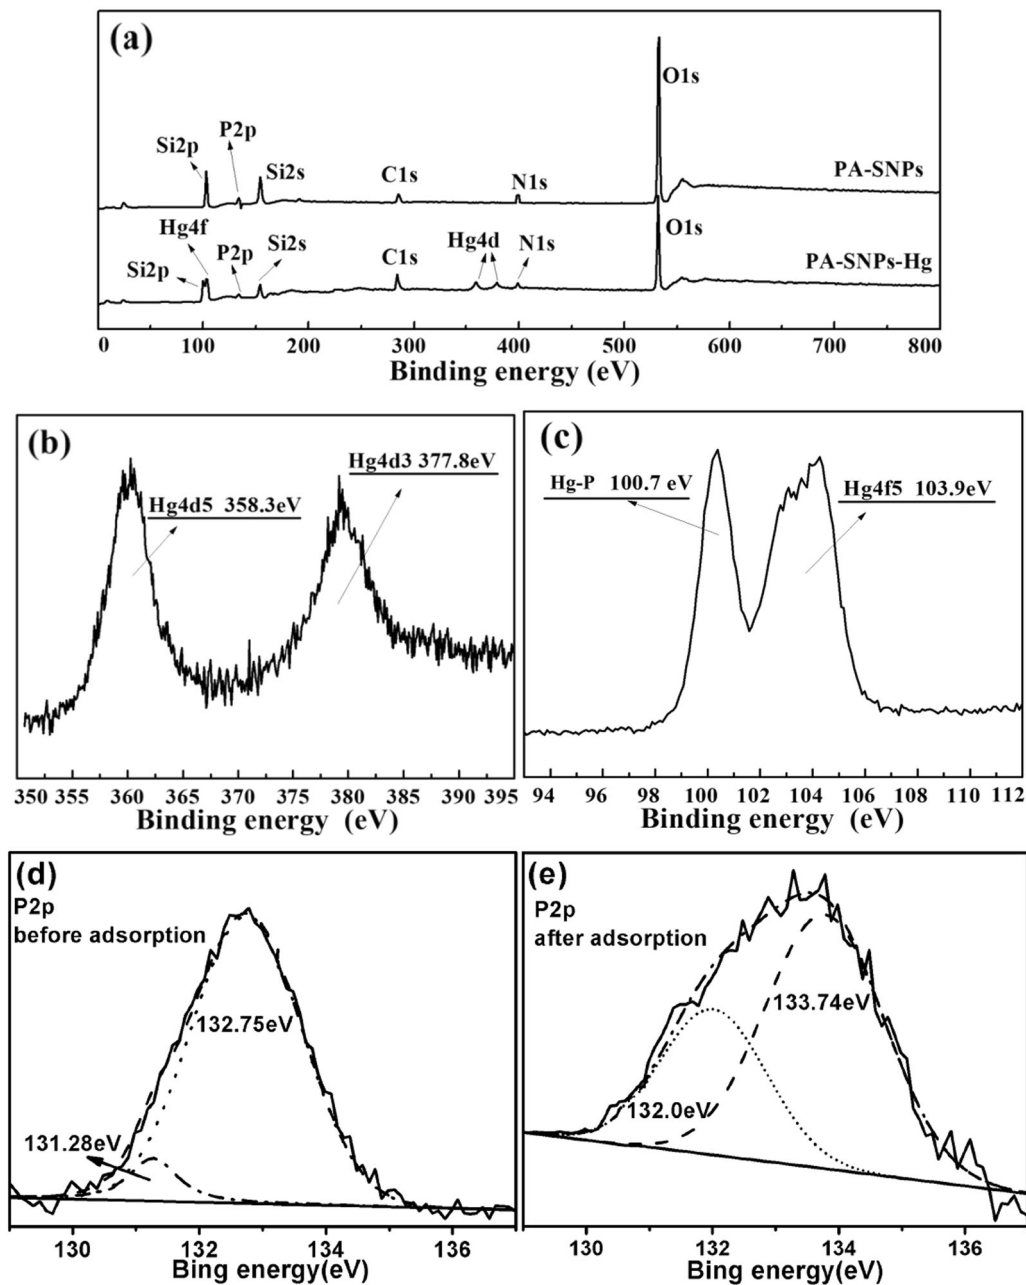 (a)
O1s
P2p
Si2p
Si2s
C1s
N1s
PA-SNPs
Hg4f
P2p
Si2s
Si2p
C1s
Hg4d
N1s
O1s
PA-SNPs-Hg
0 100 200 300 400 500 600 700 800
Binding energy (eV)
(b)
Hg4d3 377.8eV
Hg4d5 358.3eV
350 355 360 365 370 375 380 385 390 395
Binding energy (eV)
(c)
Hg-P 100.7 eV
Hg4f5 103.9eV
94 96 98 100 102 104 106 108 110 112
Binding energy (eV)
(d)
P2p
before adsorption
132.75eV
131.28eV
130 132 134 136
Bing energy(eV)
(e)
P2p
after adsorption
133.74eV
132.0eV
130 132 134 136
Bing energy(eV)